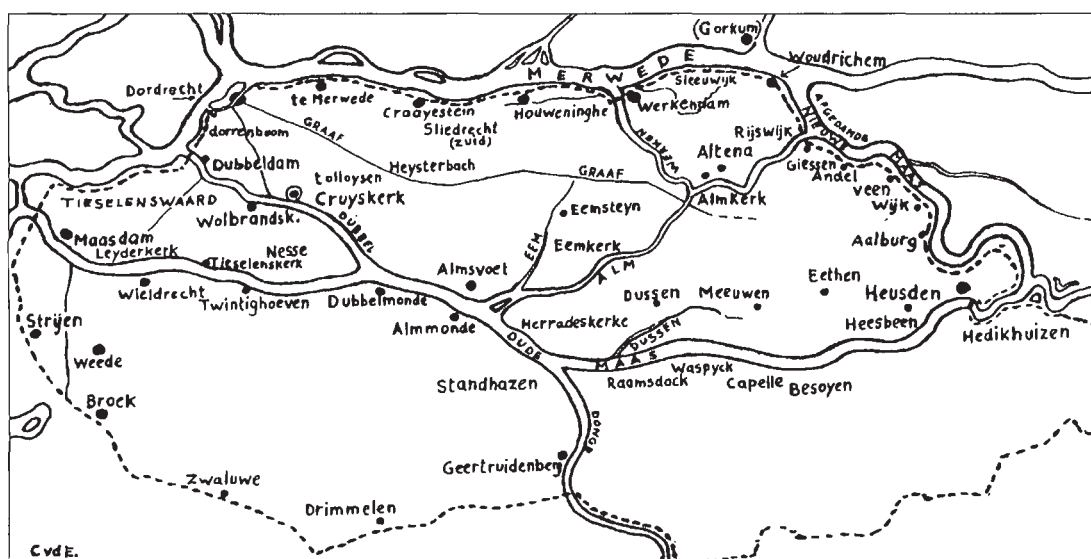 (Gorkum)
MERWEDE
Woudrichem
Sleeuwijk
Dordrecht
te Merwede
Craayestein
Houweninghe
Werkendam
Sliedrecht
(zuid)
dorrenboom
GRAAF
Rijswijk
AFGEDAMDE
NIEUWE MAAS
Dubbeldam
Heysterbach
WERKEN
Altena
Giessen
Andel
tolloysen
Cruyskerk
GRAAF
Almkerk
veen
Wijk
TIESELENSWAARD
Wolbrandsk.
DUBBEL
Eemsteyn
Maasdam
Leyderkerk
Nesse
Tieselenskerk
EEM
Eemkerk
ALM
Aalburg
Wieldrecht
Twintighoeven
Dubbelmonde
Almsvoet
Eethen
Heusden
Strijen
Almmonde
Herradeskerke
Dussen
Meeuwen
Heesbeen
Hedikhuizen
Weede
OUDE
MAAS
DUSSEN
Raamsdock
Waspyck
Capelle
Besoyen
Broek
Standhazen
DONGE
Geertruidenberg
Zwaluwe
Drimmelen
CvdE.